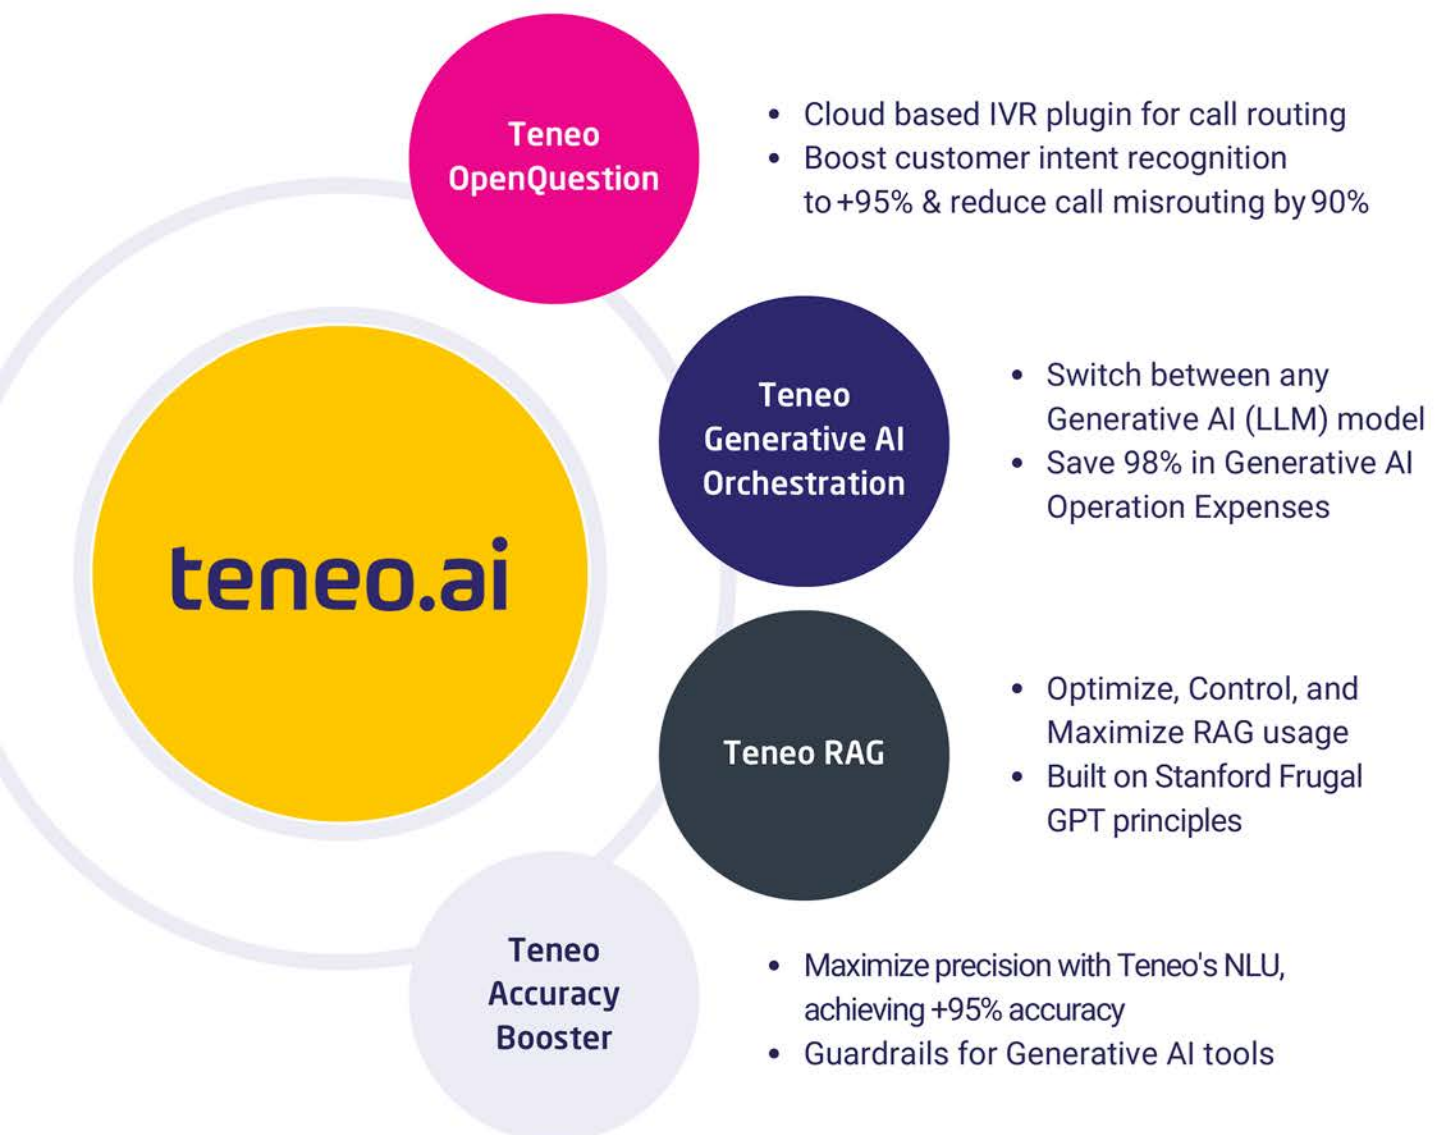 teneo.ai
Teneo
OpenQuestion
• Cloud based IVR plugin for call routing
• Boost customer intent recognition
to +95% & reduce call misrouting by 90%
Teneo
Generative AI
Orchestration
• Switch between any
Generative AI (LLM) model
• Save 98% in Generative AI
Operation Expenses
Teneo RAG
• Optimize, Control, and
Maximize RAG usage
• Built on Stanford Frugal
GPT principles
Teneo
Accuracy
Booster
• Maximize precision with Teneo's NLU,
achieving +95% accuracy
• Guardrails for Generative AI tools